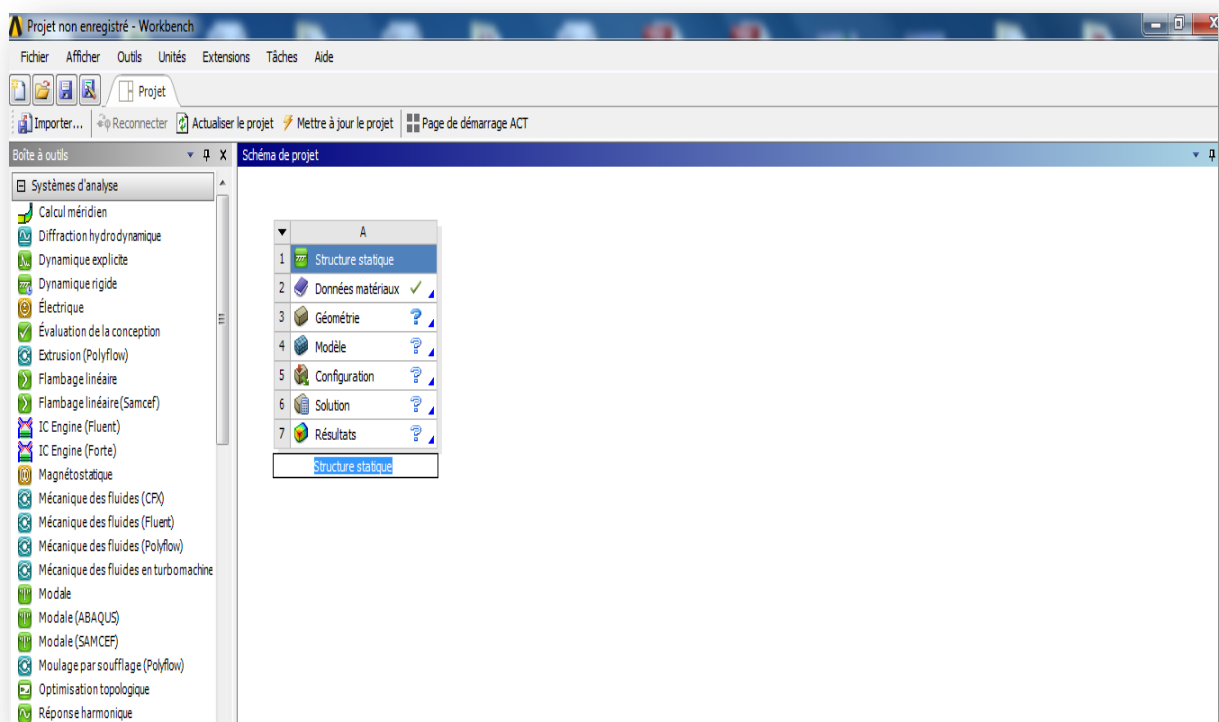 Projet non enregistré - Workbench
Fichier Afficher Outils Unités Extensions Tâches Aide
Projet
Importer... Reconnecter Actualiser le projet Mettre à jour le projet Page de démarrage ACT
Boîte à outils
Schéma de projet
Systèmes d'analyse
Calcul méridien
Diffraction hydrodynamique
Dynamique explicite
Dynamique rigide
Électrique
Évaluation de la conception
Extrusion (Polyflow)
Flambage linéaire
Flambage linéaire (Samcef)
IC Engine (Fluent)
IC Engine (Forte)
Magnétostatique
Mécanique des fluides (CFX)
Mécanique des fluides (Fluent)
Mécanique des fluides (Polyflow)
Mécanique des fluides en turbomachine
Modale
Modale (ABAQUS)
Modale (SAMCEF)
Moulage par soufflage (Polyflow)
Optimisation topologique
Réponse harmonique
A
1 Structure statique
2 Données matériaux
3 Géométrie
4 Modèle
5 Configuration
6 Solution
7 Résultats
Structure statique